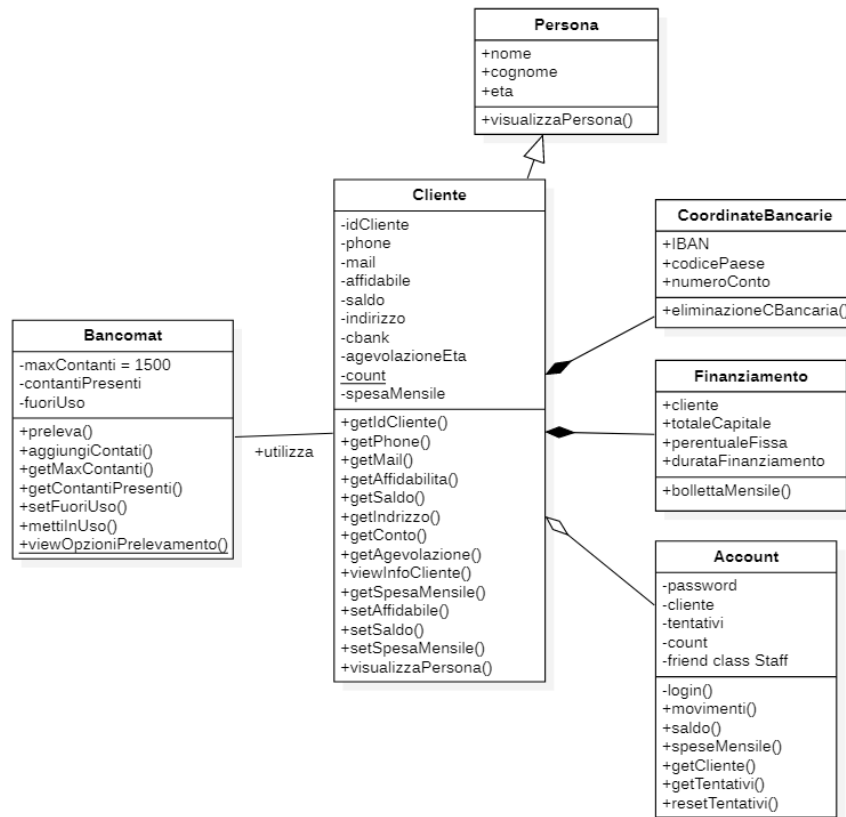 Persona
+nome
+cognome
+eta
+visualizzaPersona()
Cliente
-idCliente
-phone
-mail
-affidabile
-saldo
-indirizzo
-cbank
-agevolazioneEta
-count
-spesaMensile
+getIdCliente()
+getPhone()
+getMail()
+getAffidabilita()
+getSaldo()
+getIndrizzo()
+getConto()
+getAgevolazione()
+viewInfoCliente()
+getSpesaMensile()
+setAffidabile()
+setSaldo()
+setSpesaMensile()
+visualizzaPersona()
Bancomat
-maxContanti = 1500
-contantiPresenti
-fuoriUso
+preleva()
+aggiungiContati()
+getMaxContanti()
+getContantiPresenti()
+setFuoriUso()
+mettiInUso()
+viewOpzioniPrelevamento()
+utilizza
CoordinateBancarie
+IBAN
+codicePaese
+numeroConto
+eliminazioneCBancaria()
Finanziamento
+cliente
+totaleCapitale
+perentualeFissa
+durataFinanziamento
+bollettaMensile()
Account
-password
-cliente
-tentativi
-count
-friend class Staff
-login()
+movimenti()
+saldo()
+speseMensile()
+getCliente()
+getTentativi()
+resetTentativi()